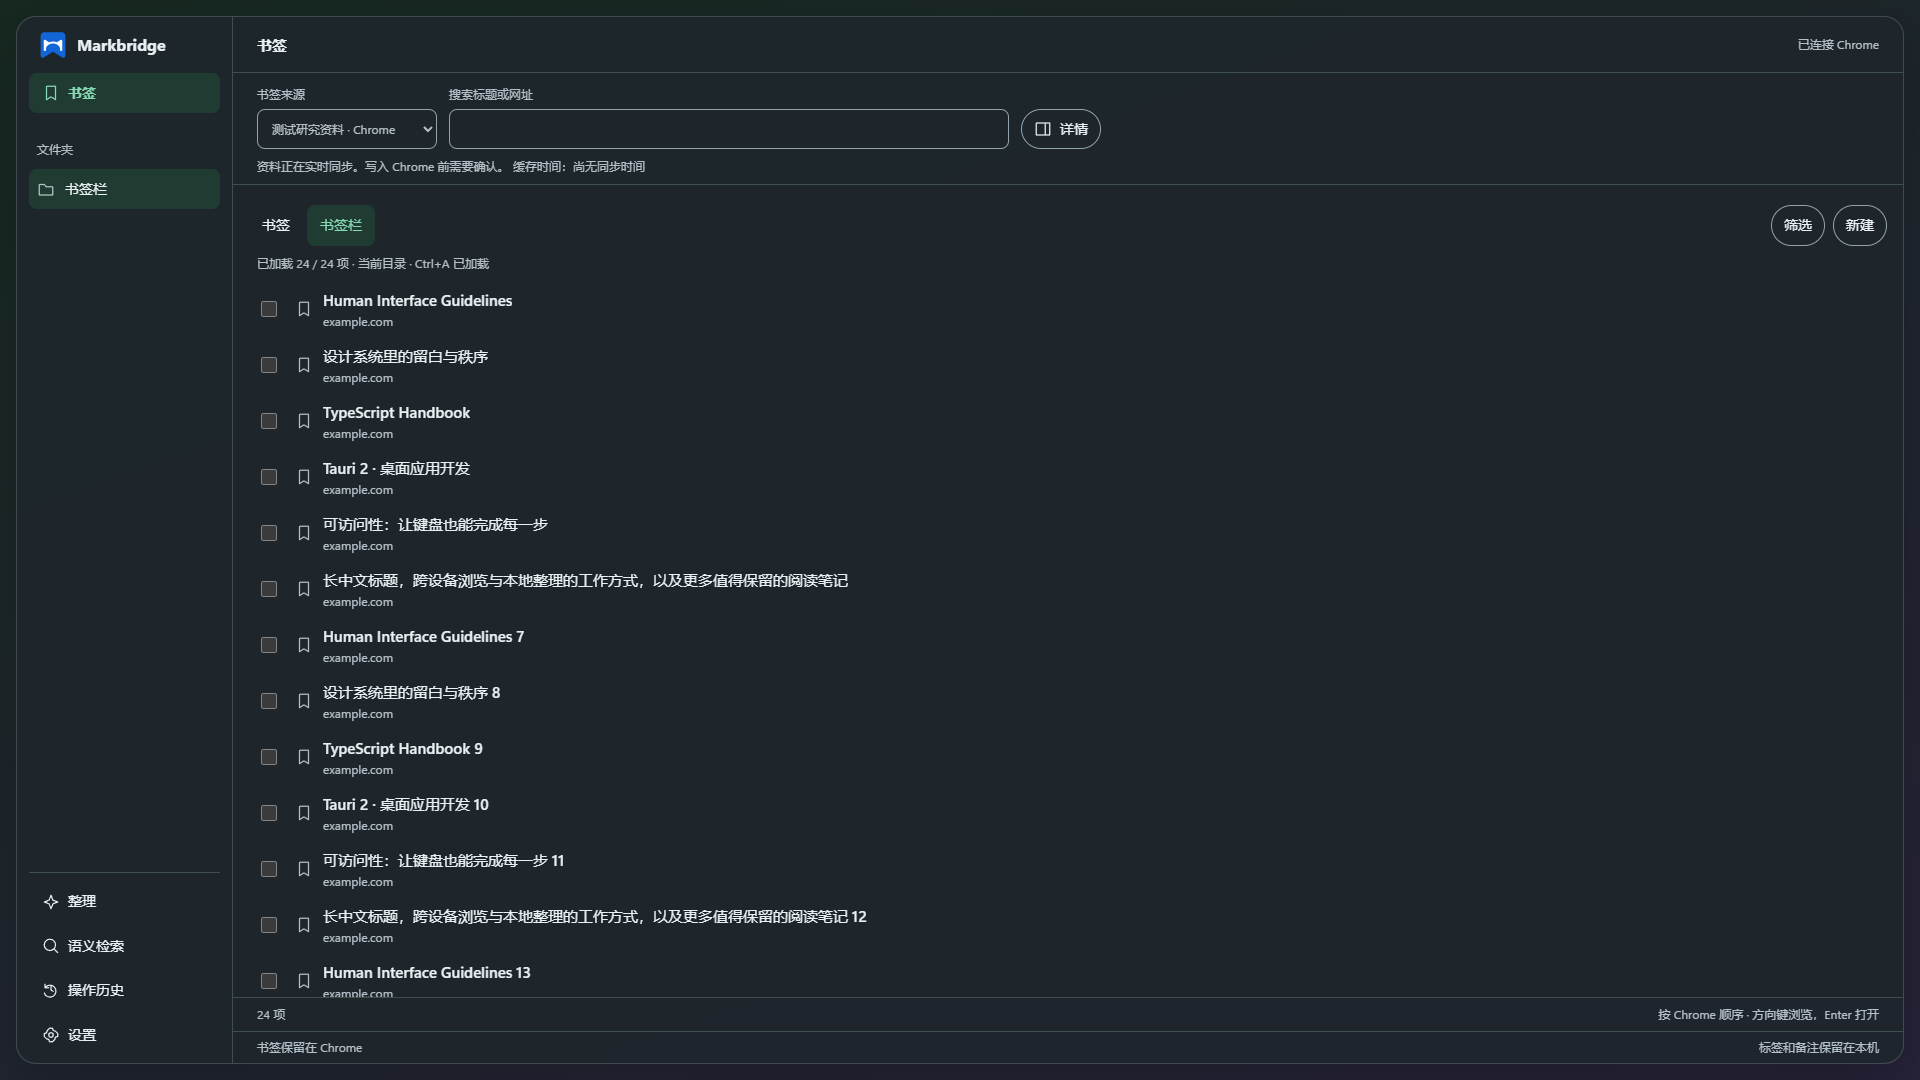 Markbridge
书签
文件夹
书签栏
整理
语义检索
操作历史
设置
书签
已连接 Chrome
书签来源
搜索标题或网址
测试研究资料 · Chrome
详情
资料正在实时同步。写入 Chrome 前需要确认。 缓存时间：尚无同步时间
书签
书签栏
筛选
新建
已加载 24 / 24 项 · 当前目录 · Ctrl+A 已加载
Human Interface Guidelines
example.com
设计系统里的留白与秩序
example.com
TypeScript Handbook
example.com
Tauri 2 · 桌面应用开发
example.com
可访问性：让键盘也能完成每一步
example.com
长中文标题，跨设备浏览与本地整理的工作方式，以及更多值得保留的阅读笔记
example.com
Human Interface Guidelines 7
example.com
设计系统里的留白与秩序 8
example.com
TypeScript Handbook 9
example.com
Tauri 2 · 桌面应用开发 10
example.com
可访问性：让键盘也能完成每一步 11
example.com
长中文标题，跨设备浏览与本地整理的工作方式，以及更多值得保留的阅读笔记 12
example.com
Human Interface Guidelines 13
example.com
24 项
按 Chrome 顺序 · 方向键浏览，Enter 打开
书签保留在 Chrome
标签和备注保留在本机